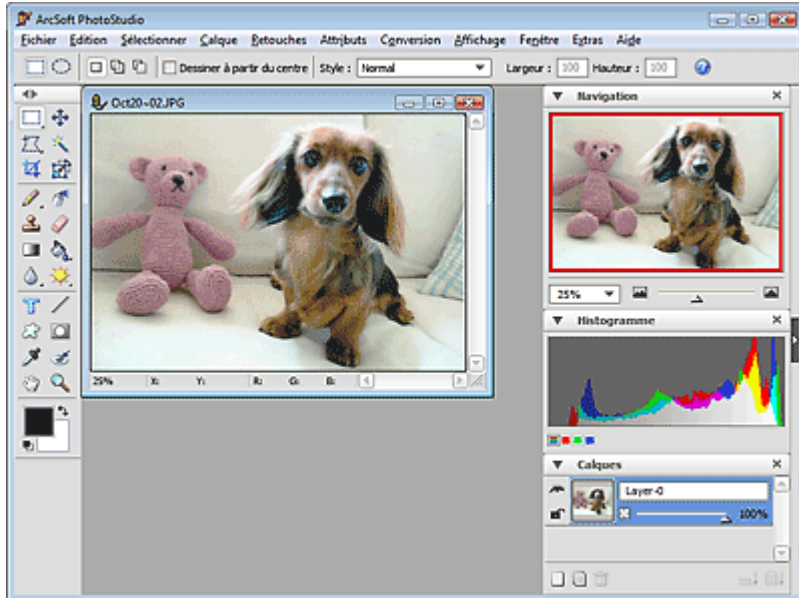 ArcSoft PhotoStudio
Fichier Edition Sélectionner Calque Retouches Attributs Conversion Affichage Fenêtre Extras Aide
Dessiner à partir du centre Style : Normal Largeur : 100 Hauteur : 100
Oct20~02.JPG
25% X: Y: R: G: B:
Navigation
25%
Histogramme
Calques
Layer-0
100%